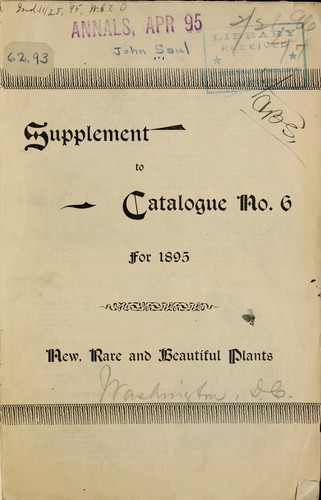 ANNALS, APR 95
John Saul
62.93
LIBRARY
RECEIVED
Supplement
to
Catalogue No. 6
For 1895
New, Rare and Beautiful Plants
Washington, D.C.